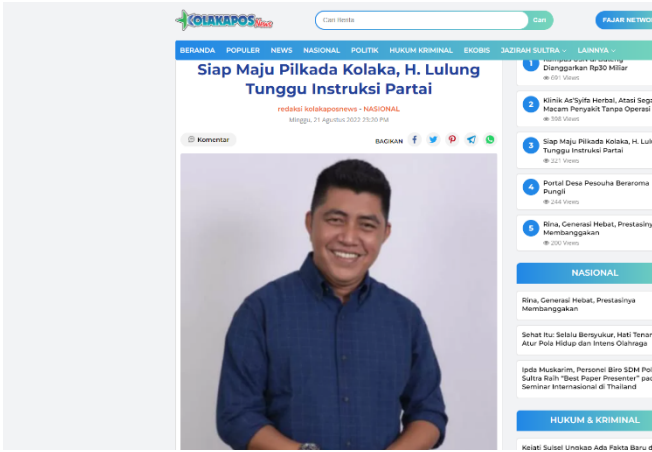 KOLAKAPOS News
Cari Berita
Cari
FAJAR NETWO
BERANDA POPULER NEWS NASIONAL POLITIK HUKUM KRIMINAL EKOBIS JAZIRAH SULTRA LAINNYA
Siap Maju Pilkada Kolaka, H. Lulung
Tunggu Instruksi Partai
redaksi kolakaposnews - NASIONAL
Minggu, 21 Agustus 2022 23:20 PM
Komentar
BAGIKAN
1
Dianggarkan Rp30 Miliar
691 Views
2
Klinik As'Syifa Herbal, Atasi Sega
Macam Penyakit Tanpa Operasi
398 Views
3
Siap Maju Pilkada Kolaka, H. Lulu
Tunggu Instruksi Partai
321 Views
4
Portal Desa Pesouha Beraroma
Pungli
244 Views
5
Rina, Generasi Hebat, Prestasiny
Membanggakan
200 Views
NASIONAL
Rina, Generasi Hebat, Prestasinya
Membanggakan
Sehat Itu: Selalu Bersyukur, Hati Tenan
Atur Pola Hidup dan Intens Olahraga
Ipda Muskarim, Personel Biro SDM Pol
Sultra Raih "Best Paper Presenter" pad
Seminar Internasional di Thailand
HUKUM & KRIMINAL
Kejati Sulsel Ungkap Ada Fakta Baru d